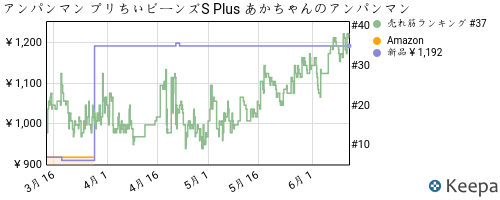 アンパンマン プリちぃビーンズS Plus あかちゃんのアンパンマン
¥ 1,200
¥ 1,100
¥ 1,000
¥ 900
#40
#30
#20
#10
3月 16
4月 1
4月 16
5月 1
5月 16
6月 1
売れ筋ランキング #37
Amazon
新品 ¥ 1,192
Keepa